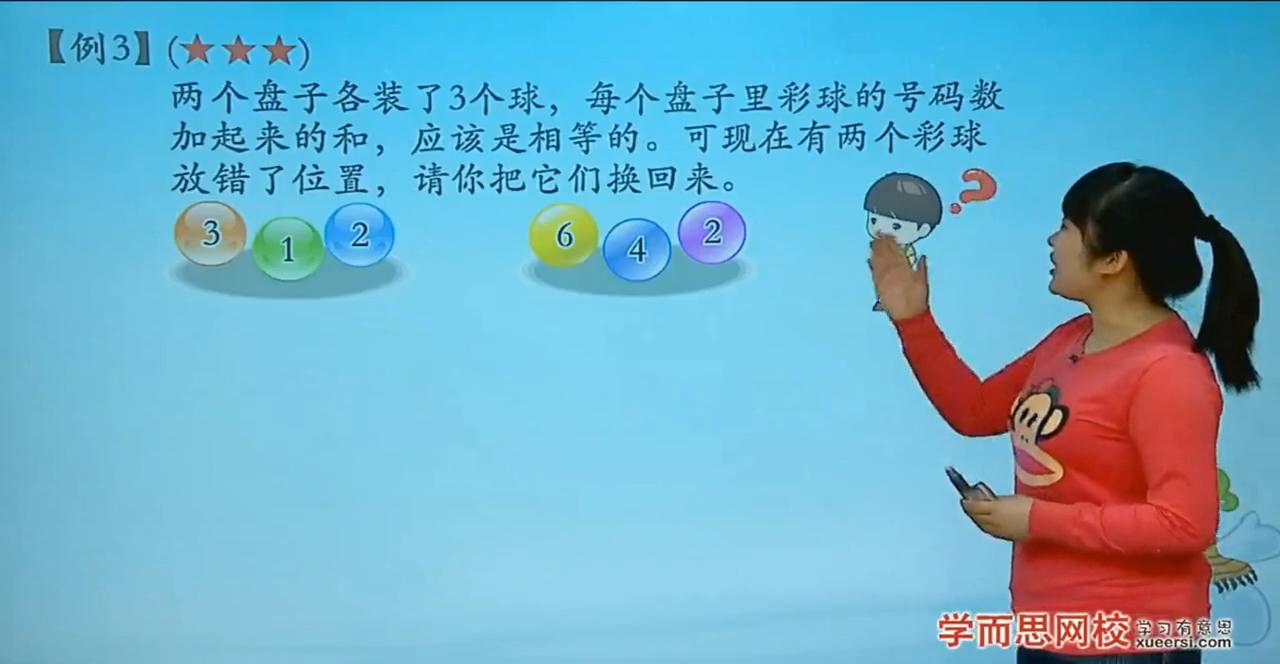 【例3】(★★★)
两个盘子各装了3个球，每个盘子里彩球的号码数
加起来的和，应该是相等的。可现在有两个彩球
放错了位置，请你把它们换回来。
3 1 2 6 4 2
?
学而思网校 学习有意思
xueersi.com